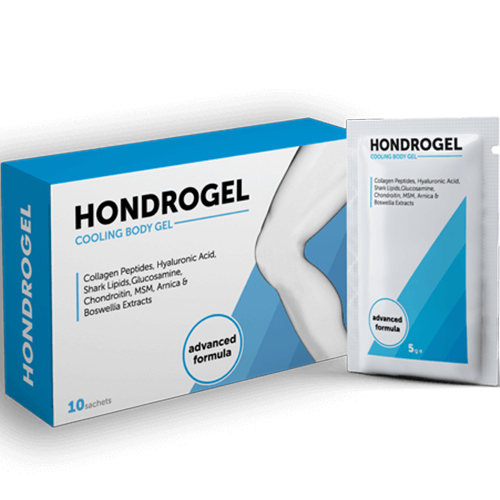 HONDROGEL
HONDROGEL
COOLING BODY GEL
Collagen Peptides, Hyaluronic Acid,
Shark Lipids,Glucosamine,
Chondroitin, MSM, Arnica &
Boswellia Extracts
advanced
formula
10 sachets
HONDROGEL
COOLING BODY GEL
Collagen Peptides, Hyaluronic Acid,
Shark Lipids,Glucosamine,
Chondroitin, MSM, Arnica &
Boswellia Extracts
advanced
formula
5